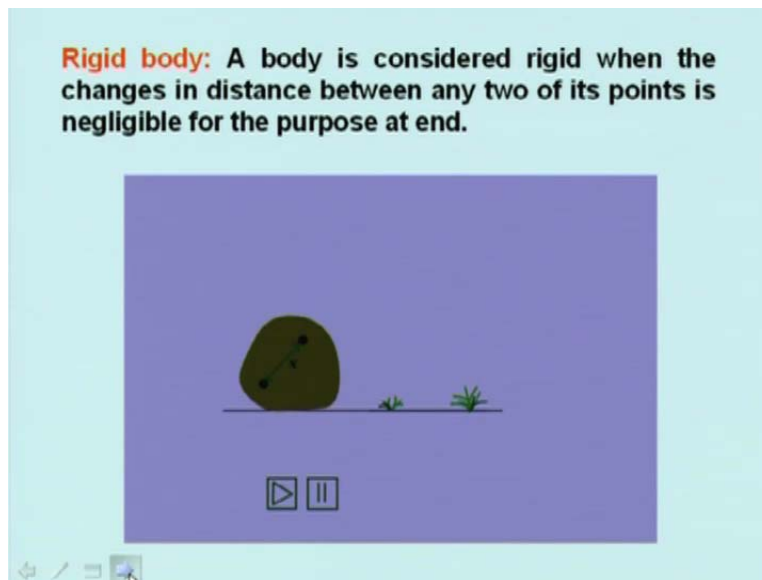 Rigid body: A body is considered rigid when the
changes in distance between any two of its points is
negligible for the purpose at end.